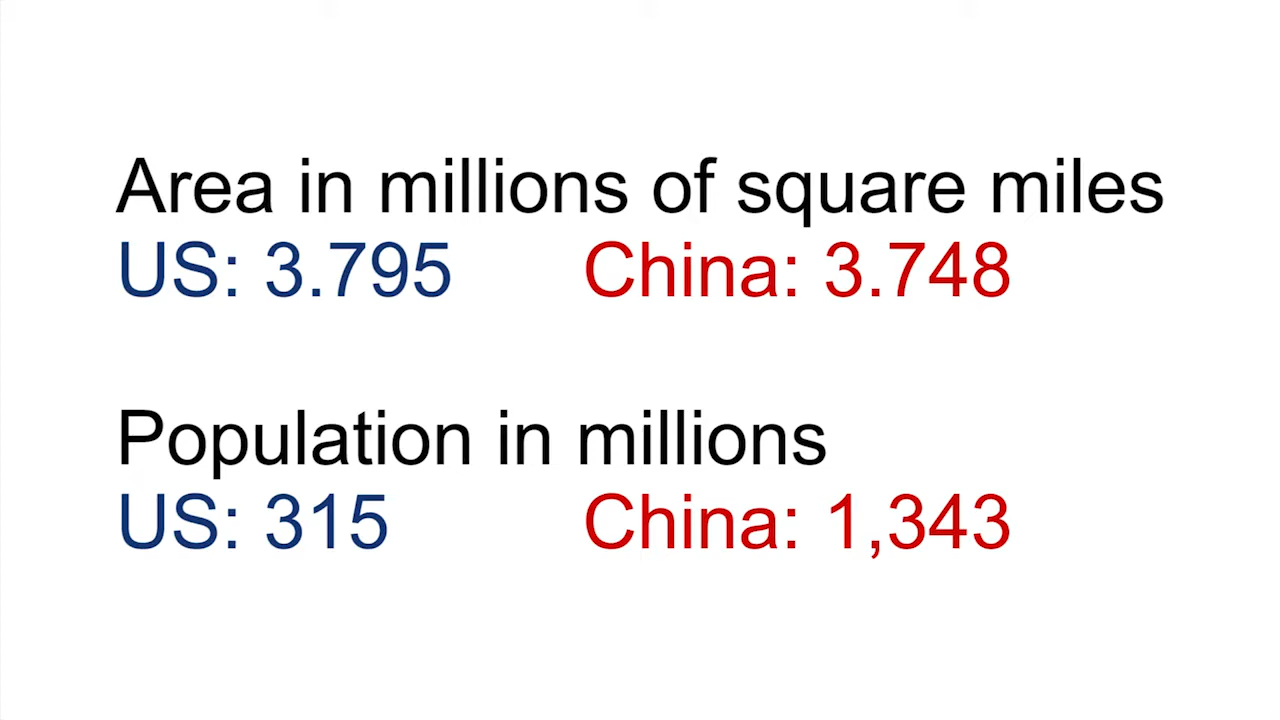 Area in millions of square miles
US: 3.795 China: 3.748
Population in millions
US: 315 China: 1,343